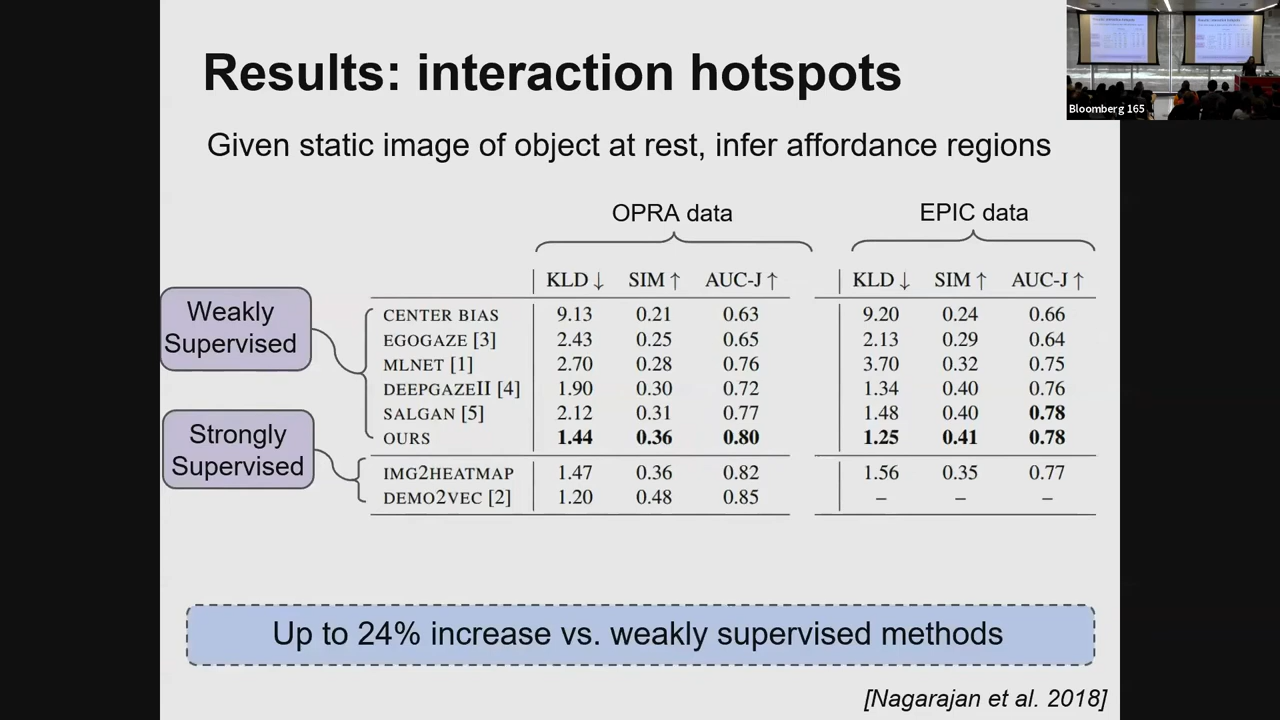 Results: interaction hotspots
Bloomberg 165
Given static image of object at rest, infer affordance regions
OPRA data EPIC data
KLD ↓ SIM ↑ AUC-J ↑ KLD ↓ SIM ↑ AUC-J ↑
Weakly
Supervised
CENTER BIAS 9.13 0.21 0.63 9.20 0.24 0.66
EGOGAZE [3] 2.43 0.25 0.65 2.13 0.29 0.64
MLNET [1] 2.70 0.28 0.76 3.70 0.32 0.75
DEEPGAZEII [4] 1.90 0.30 0.72 1.34 0.40 0.76
SALGAN [5] 2.12 0.31 0.77 1.48 0.40 0.78
OURS 1.44 0.36 0.80 1.25 0.41 0.78
Strongly
Supervised
IMG2HEATMAP 1.47 0.36 0.82 1.56 0.35 0.77
DEMO2VEC [2] 1.20 0.48 0.85 – – –
Up to 24% increase vs. weakly supervised methods
[Nagarajan et al. 2018]